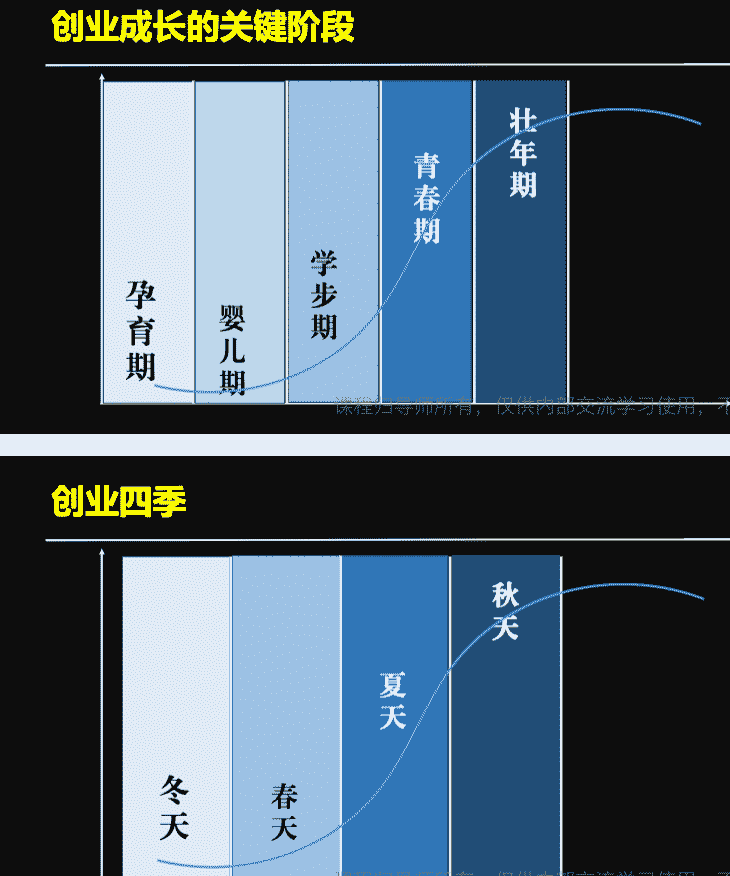 创业成长的关键阶段
孕育期
婴儿期
学步期
青春期
壮年期
课程归导师所有，仅供内部交流学习使用，不
创业四季
冬天
春天
夏天
秋天